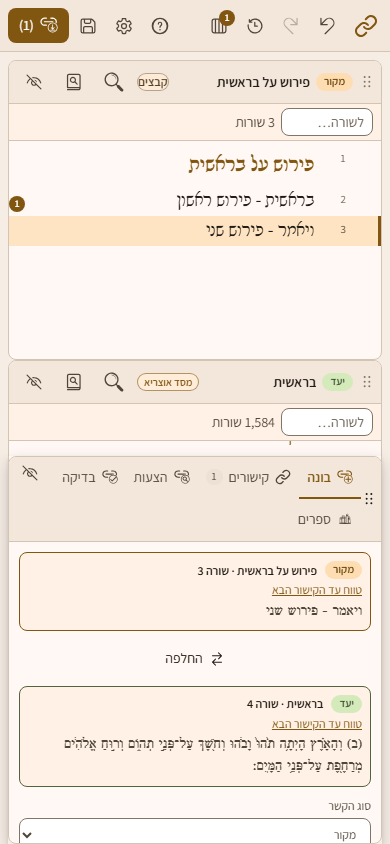 (1)
1
מקור
פירוש על בראשית
קבצים
לשורה...
3 שורות
1
פירוש על בראשית
2
בראשית - פירוש ראשון
1
3
ויאמר - פירוש שני
יעד
בראשית
מסד אוצריא
לשורה...
1,584 שורות
בונה
קישורים
1
הצעות
בדיקה
ספרים
מקור
פירוש על בראשית · שורה 3
טווח עד הקישור הבא
ויאמר - פירוש שני
החלפה
יעד
בראשית · שורה 4
טווח עד הקישור הבא
(ב) וְהָאָ֗רֶץ הָיְתָ֥ה תֹ֙הוּ֙ וָבֹ֔הוּ וְחֹ֖שֶׁךְ עַל־פְּנֵ֣י תְה֑וֹם וְר֣וּחַ אֱלֹהִ֔ים
מְרַחֶ֖פֶת עַל־פְּנֵ֥י הַמָּֽיִם:
סוג הקשר
מקור